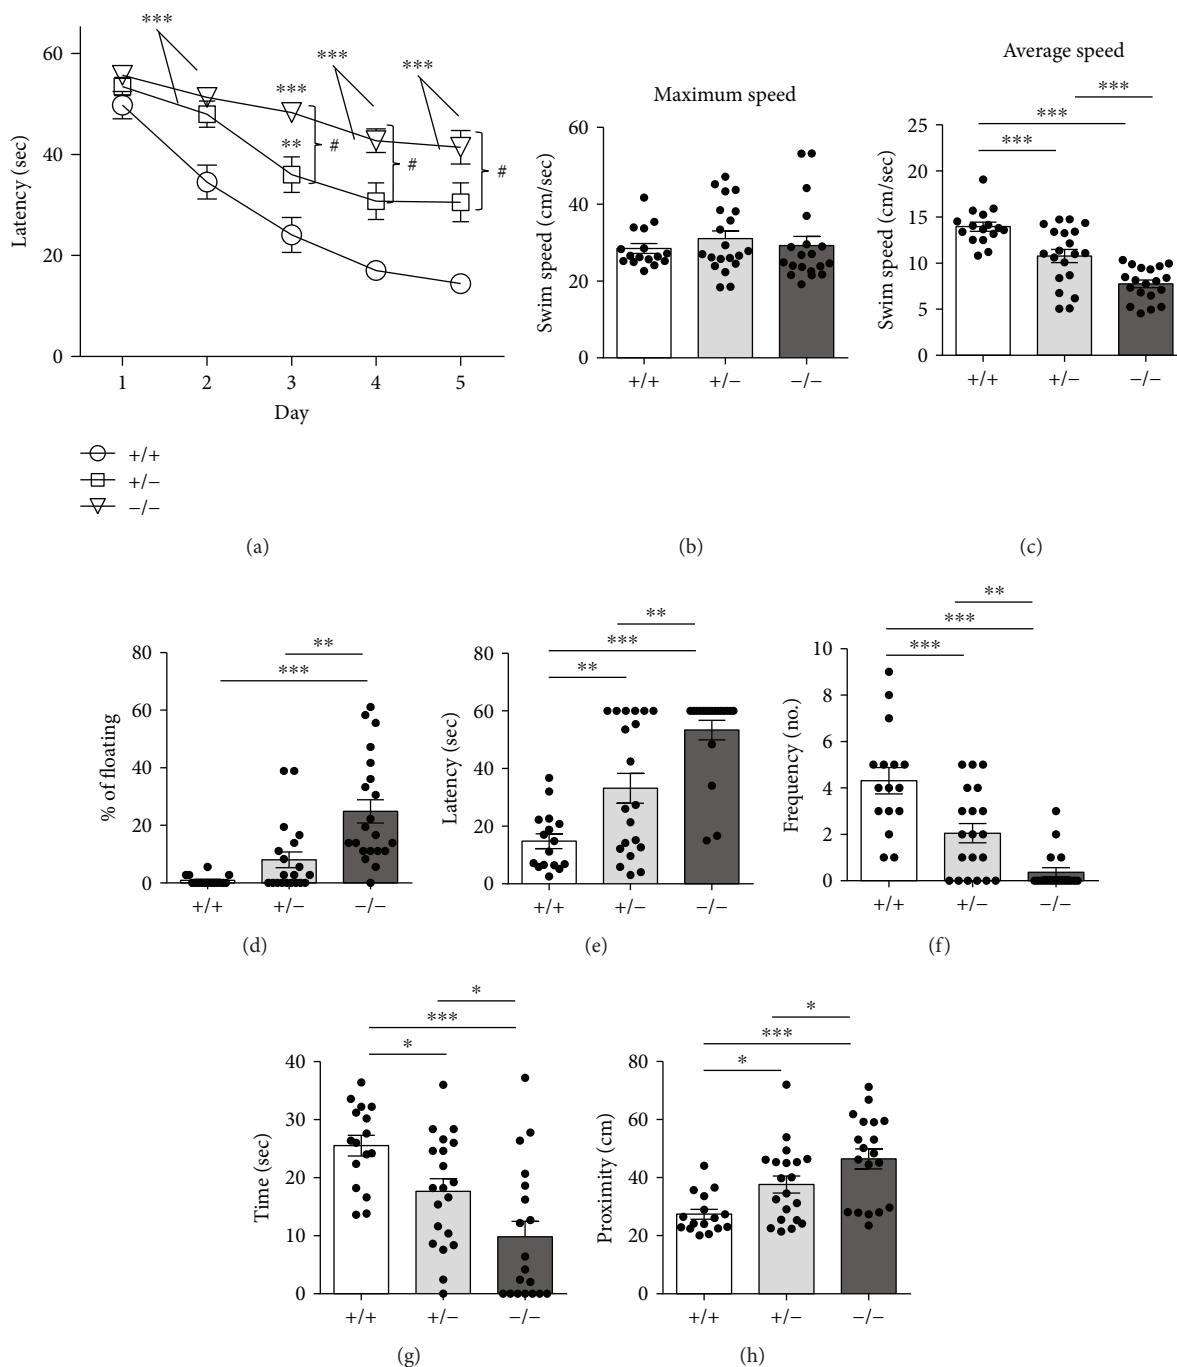 ***
***
***
***
**
***
#
#
#
60
40
20
0
Latency (sec)
1 2 3 4 5
Day
+/+
+/−
−/−
(a)
Maximum speed
60
40
20
0
Swim speed (cm/sec)
+/+ +/− −/−
(b)
Average speed
***
***
***
25
20
15
10
5
0
Swim speed (cm/sec)
+/+ +/− −/−
(c)
**
***
80
60
40
20
0
% of floating
+/+ +/− −/−
(d)
**
***
**
80
60
40
20
0
Latency (sec)
+/+ +/− −/−
(e)
**
***
***
10
8
6
4
2
0
Frequency (no.)
+/+ +/− −/−
(f)
*
***
*
40
30
20
10
0
Time (sec)
+/+ +/− −/−
(g)
*
***
*
80
60
40
20
0
Proximity (cm)
+/+ +/− −/−
(h)